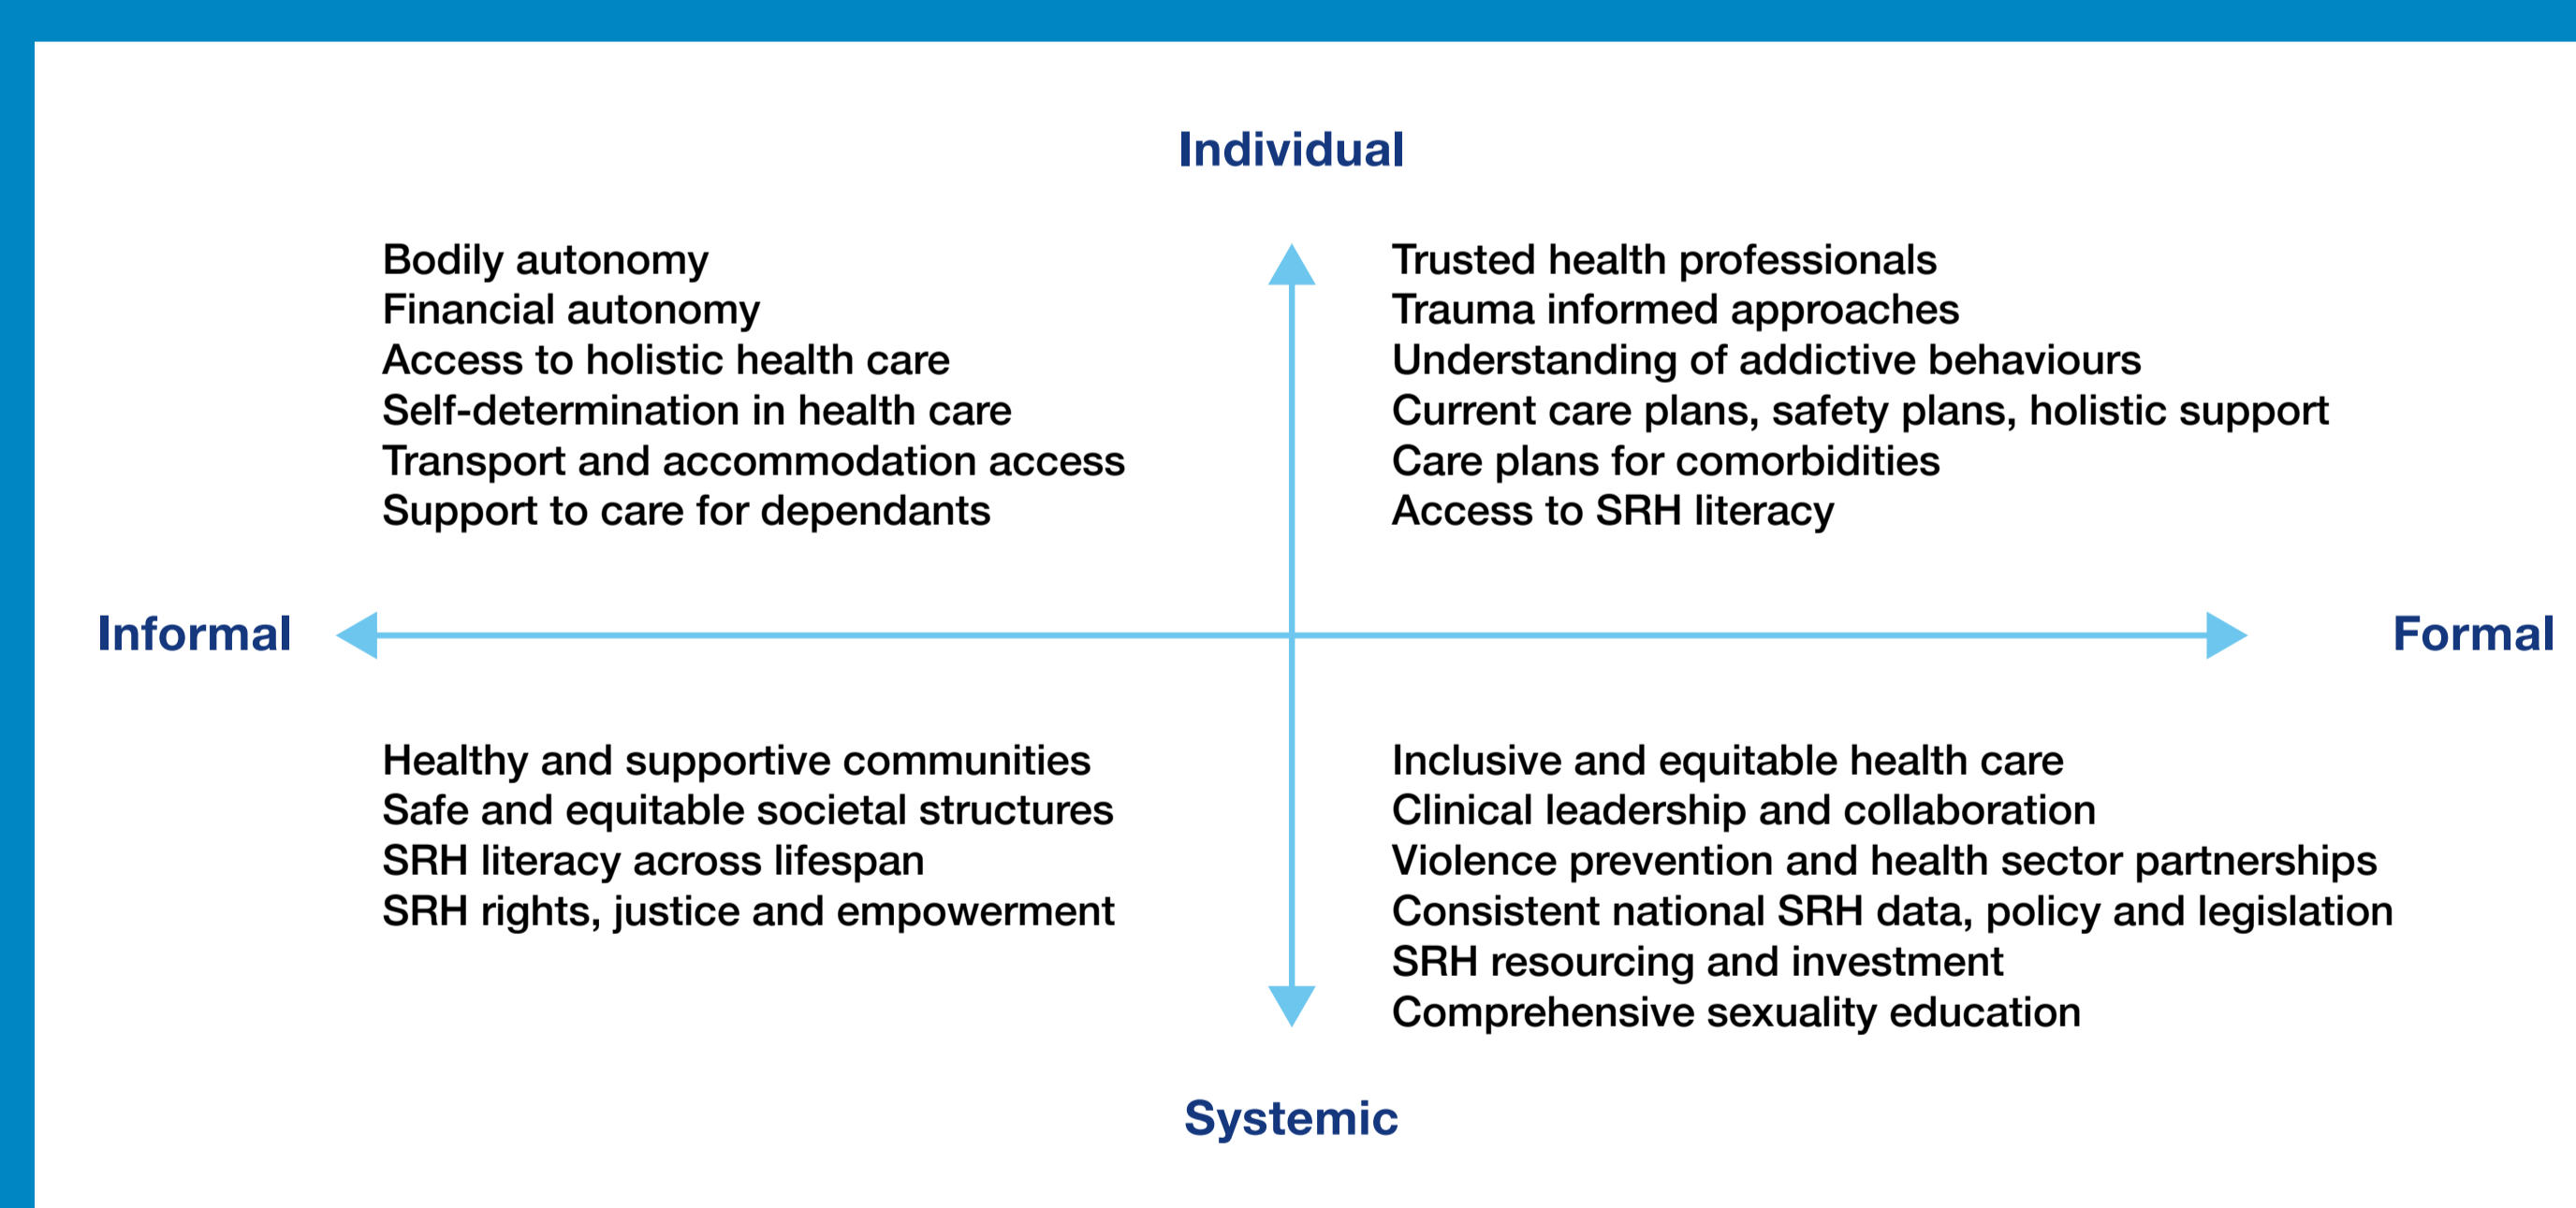 Individual
Bodily autonomy
Financial autonomy
Access to holistic health care
Self-determination in health care
Transport and accommodation access
Support to care for dependants
Trusted health professionals
Trauma informed approaches
Understanding of addictive behaviours
Current care plans, safety plans, holistic support
Care plans for comorbidities
Access to SRH literacy
Informal
Formal
Healthy and supportive communities
Safe and equitable societal structures
SRH literacy across lifespan
SRH rights, justice and empowerment
Inclusive and equitable health care
Clinical leadership and collaboration
Violence prevention and health sector partnerships
Consistent national SRH data, policy and legislation
SRH resourcing and investment
Comprehensive sexuality education
Systemic